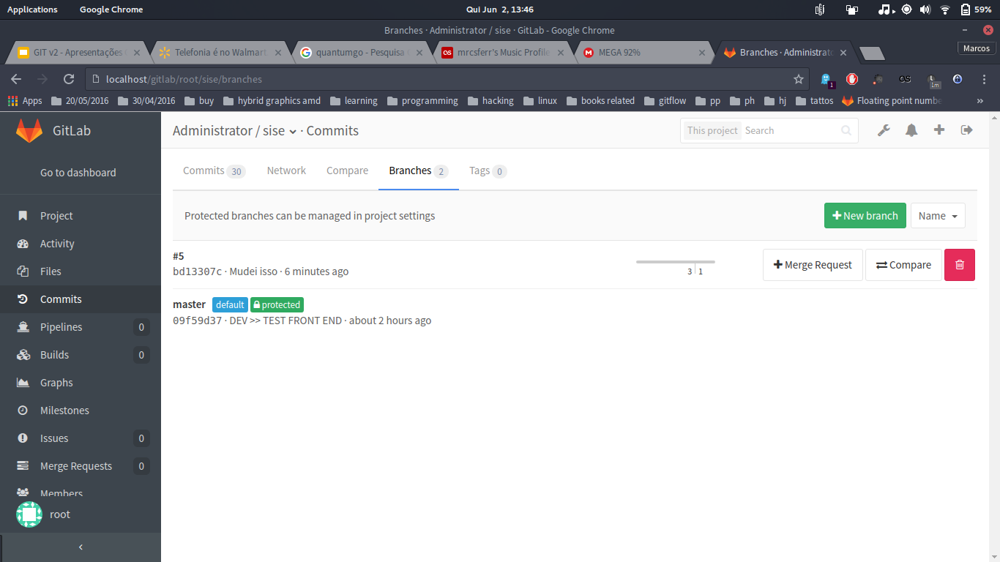 Applications Google Chrome Qui Jun 2, 13:46 59%
Branches · Administrator / sise · GitLab - Google Chrome
GIT v2 - Apresentações Telefonia é no Walmart quantumgo - Pesquisa mrcsferr's Music Profile MEGA 92% Branches · Administrato Marcos
localhost/gitlab/root/sise/branches 1 1m
Apps 20/05/2016 30/04/2016 buy hybrid graphics amd learning programming hacking linux books related gitflow pp ph hj tattos Floating point numbe »
GitLab
Administrator / sise · Commits
This project Search
Go to dashboard
Commits 30 Network Compare Branches 2 Tags 0
Project
Activity
Files
Commits
Pipelines 0
Builds 0
Graphs
Milestones
Issues 0
Merge Requests 0
Members
root
Protected branches can be managed in project settings
New branch Name
#5
bd13307c · Mudei isso · 6 minutes ago
3 1
Merge Request Compare
master default protected
09f59d37 · DEV >> TEST FRONT END · about 2 hours ago